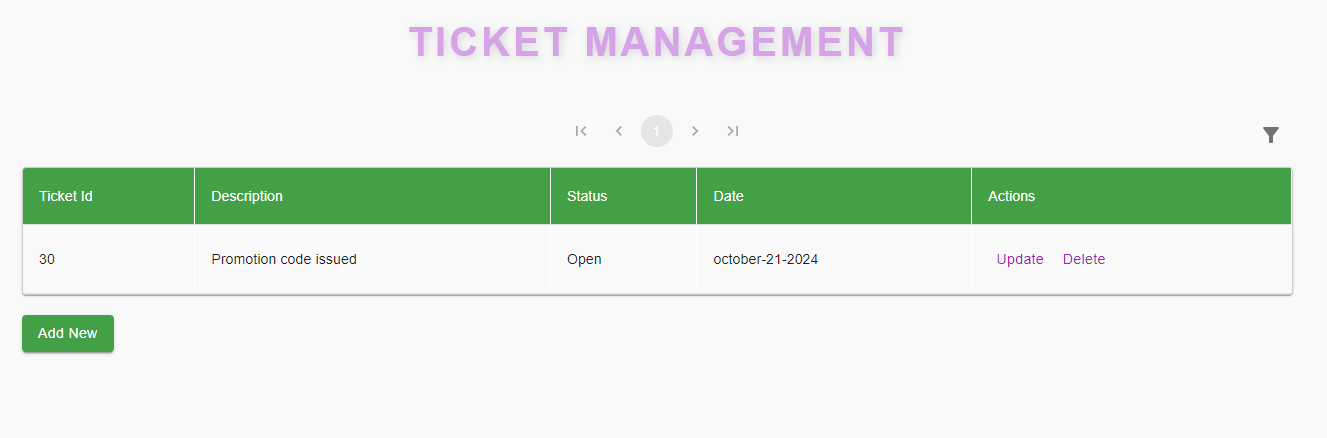 TICKET MANAGEMENT
1
Ticket Id Description Status Date Actions
30 Promotion code issued Open october-21-2024 Update Delete
Add New